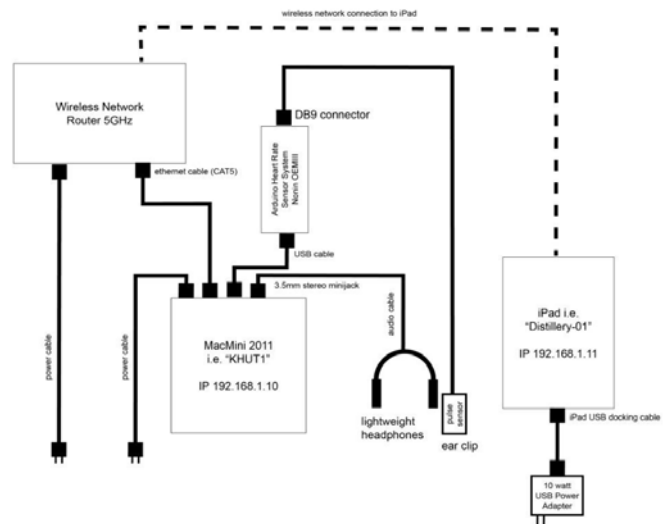 wireless network connection to iPad
Wireless Network
Router 5GHz
DB9 connector
Arduino Heart Rate
Sensor System
Nonin OEMIII
ethernet cable (CAT5)
USB cable
3.5mm stereo minijack
MacMini 2011
i.e. "KHUT1"
IP 192.168.1.10
power cable
power cable
audio cable
lightweight
headphones
pulse
sensor
ear clip
iPad i.e.
"Distillery-01"
IP 192.168.1.11
iPad USB docking cable
10 watt
USB Power
Adapter